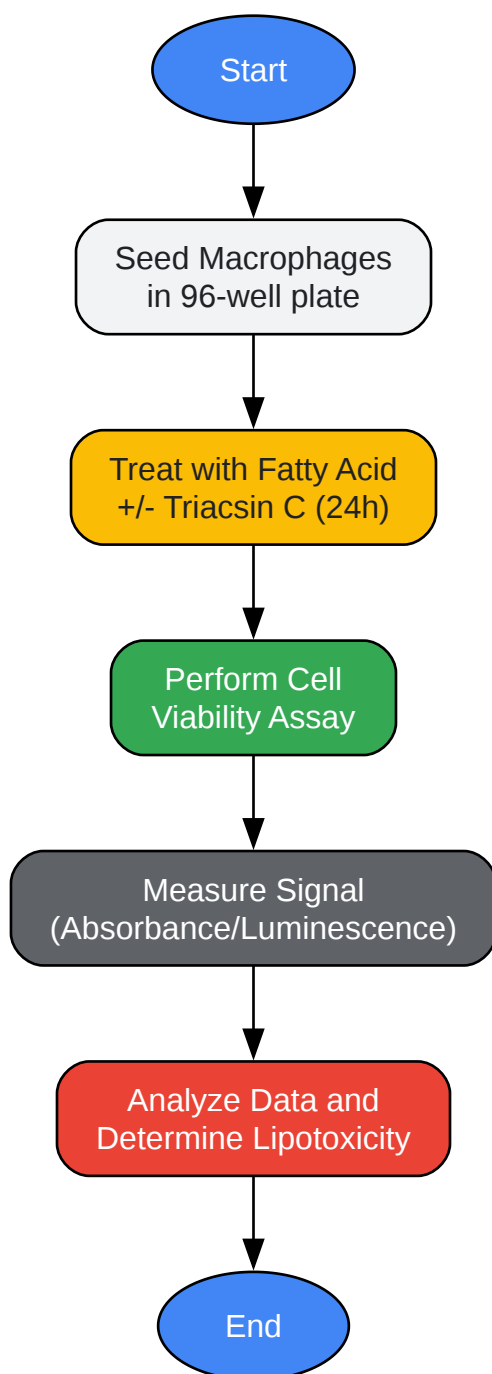 Start
Seed Macrophages
in 96-well plate
Treat with Fatty Acid
+/- Triacsin C (24h)
Perform Cell
Viability Assay
Measure Signal
(Absorbance/Luminescence)
Analyze Data and
Determine Lipotoxicity
End